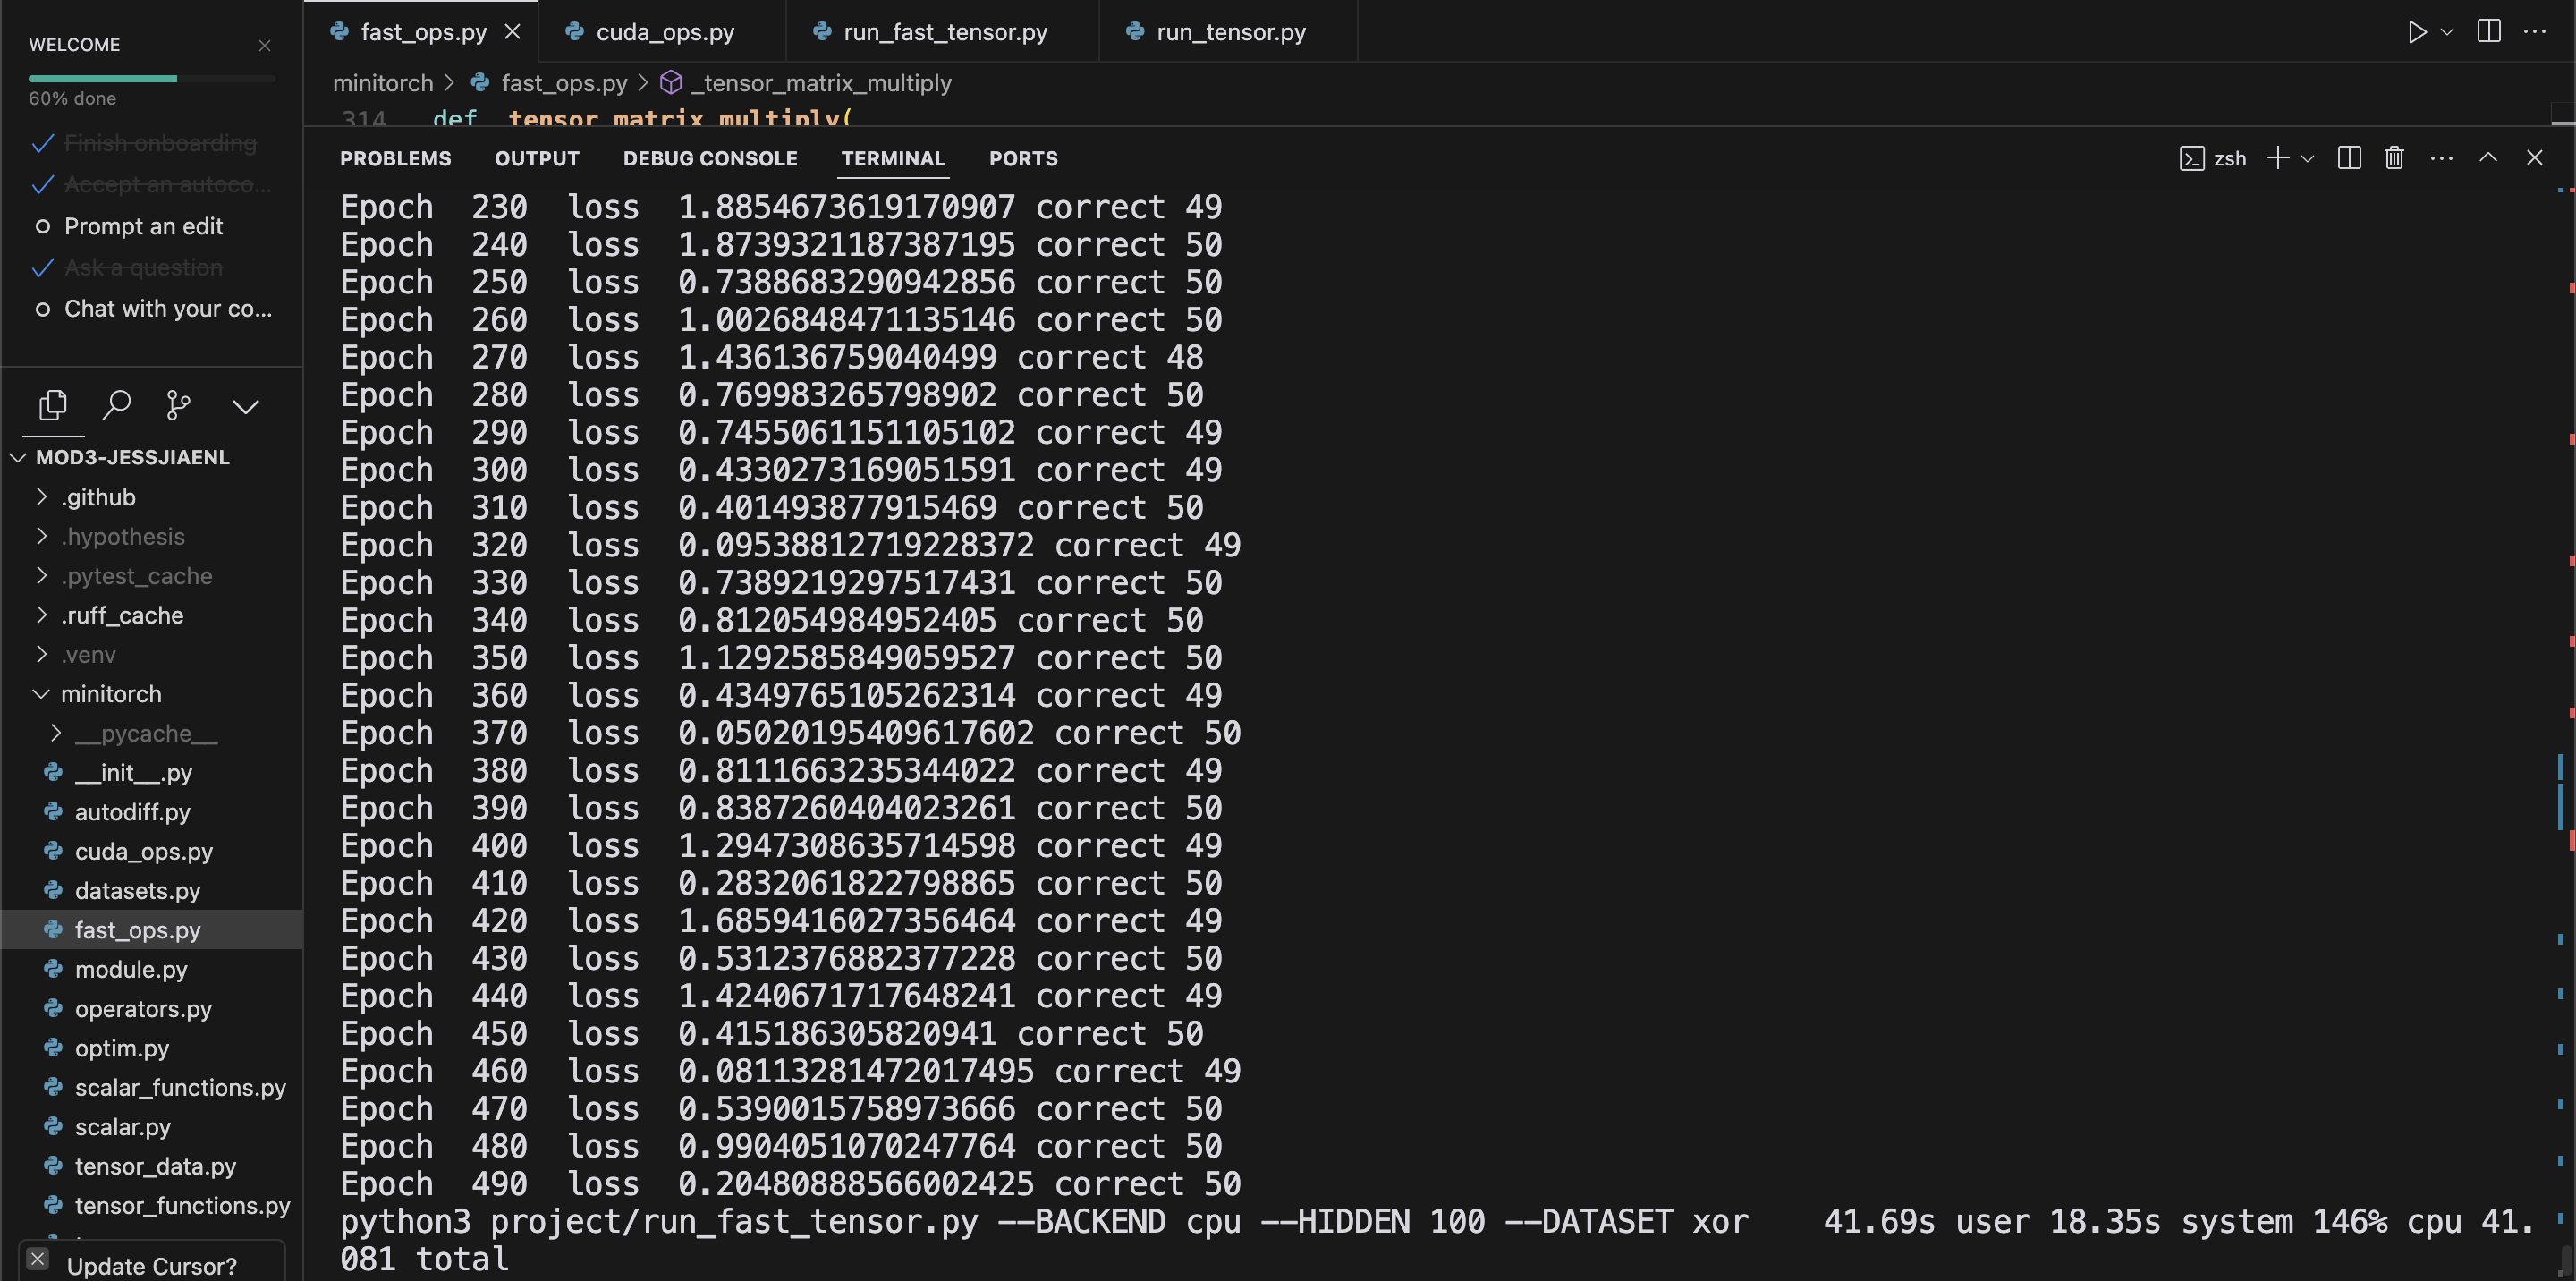 WELCOME
60% done
Finish onboarding
Accept an autoco...
Prompt an edit
Ask a question
Chat with your co...
MOD3-JESSJIAENL
.github
.hypothesis
.pytest_cache
.ruff_cache
.venv
minitorch
__pycache__
__init__.py
autodiff.py
cuda_ops.py
datasets.py
fast_ops.py
module.py
operators.py
optim.py
scalar_functions.py
scalar.py
tensor_data.py
tensor_functions.py
Update Cursor?
fast_ops.py cuda_ops.py run_fast_tensor.py run_tensor.py
minitorch > fast_ops.py > _tensor_matrix_multiply
314 def _tensor_matrix_multiply(
PROBLEMS OUTPUT DEBUG CONSOLE TERMINAL PORTS zsh
Epoch 230 loss 1.8854673619170907 correct 49
Epoch 240 loss 1.8739321187387195 correct 50
Epoch 250 loss 0.7388683290942856 correct 50
Epoch 260 loss 1.0026848471135146 correct 50
Epoch 270 loss 1.436136759040499 correct 48
Epoch 280 loss 0.769983265798902 correct 50
Epoch 290 loss 0.7455061151105102 correct 49
Epoch 300 loss 0.4330273169051591 correct 49
Epoch 310 loss 0.401493877915469 correct 50
Epoch 320 loss 0.09538812719228372 correct 49
Epoch 330 loss 0.7389219297517431 correct 50
Epoch 340 loss 0.812054984952405 correct 50
Epoch 350 loss 1.1292585849059527 correct 50
Epoch 360 loss 0.4349765105262314 correct 49
Epoch 370 loss 0.05020195409617602 correct 50
Epoch 380 loss 0.8111663235344022 correct 49
Epoch 390 loss 0.8387260404023261 correct 50
Epoch 400 loss 1.2947308635714598 correct 49
Epoch 410 loss 0.2832061822798865 correct 50
Epoch 420 loss 1.6859416027356464 correct 49
Epoch 430 loss 0.5312376882377228 correct 50
Epoch 440 loss 1.4240671717648241 correct 49
Epoch 450 loss 0.415186305820941 correct 50
Epoch 460 loss 0.08113281472017495 correct 49
Epoch 470 loss 0.5390015758973666 correct 50
Epoch 480 loss 0.9904051070247764 correct 50
Epoch 490 loss 0.20480888566002425 correct 50
python3 project/run_fast_tensor.py --BACKEND cpu --HIDDEN 100 --DATASET xor 41.69s user 18.35s system 146% cpu 41.
081 total